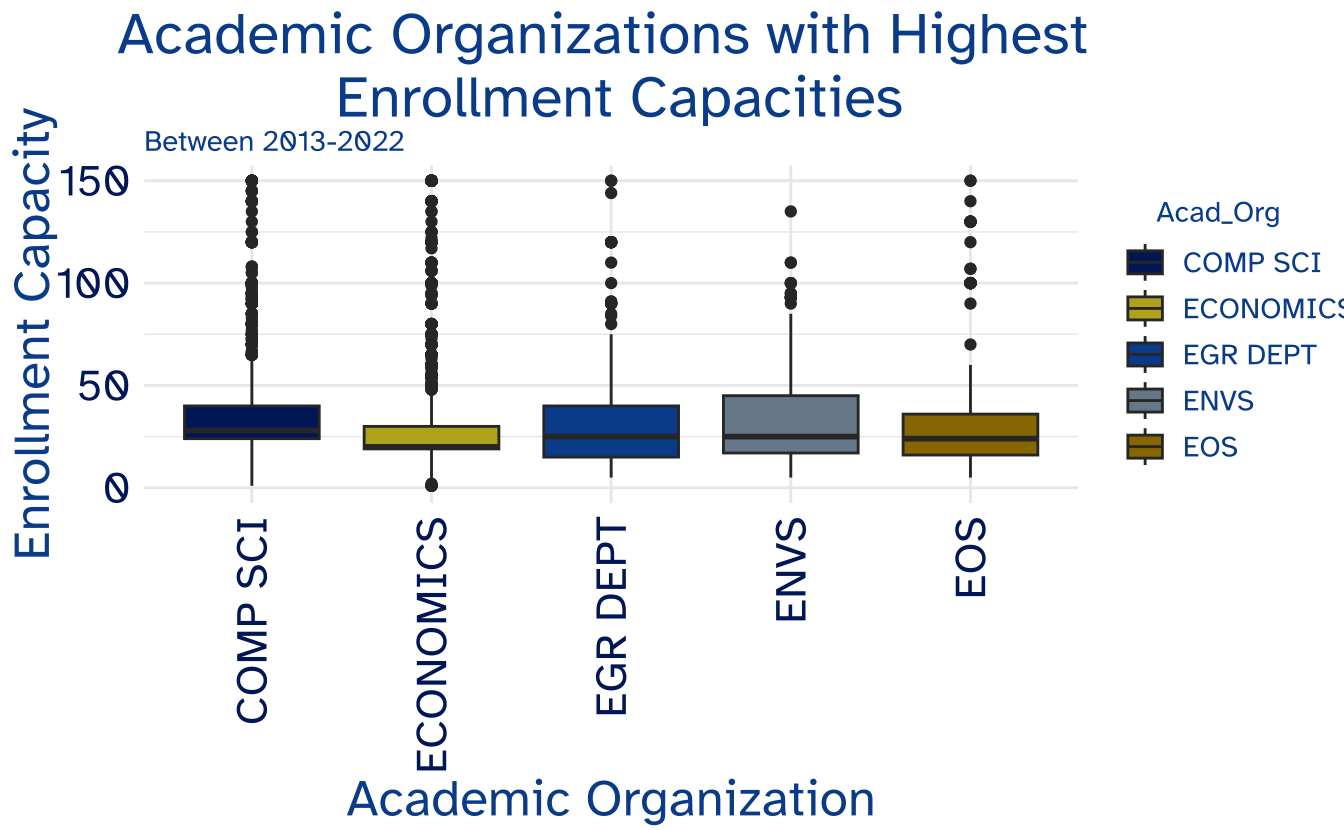 Academic Organizations with Highest
Enrollment Capacities
Between 2013-2022
Enrollment Capacity
150
100
50
0
COMP SCI
ECONOMICS
EGR DEPT
ENVS
EOS
Academic Organization
Acad_Org
COMP SCI
ECONOMICS
EGR DEPT
ENVS
EOS